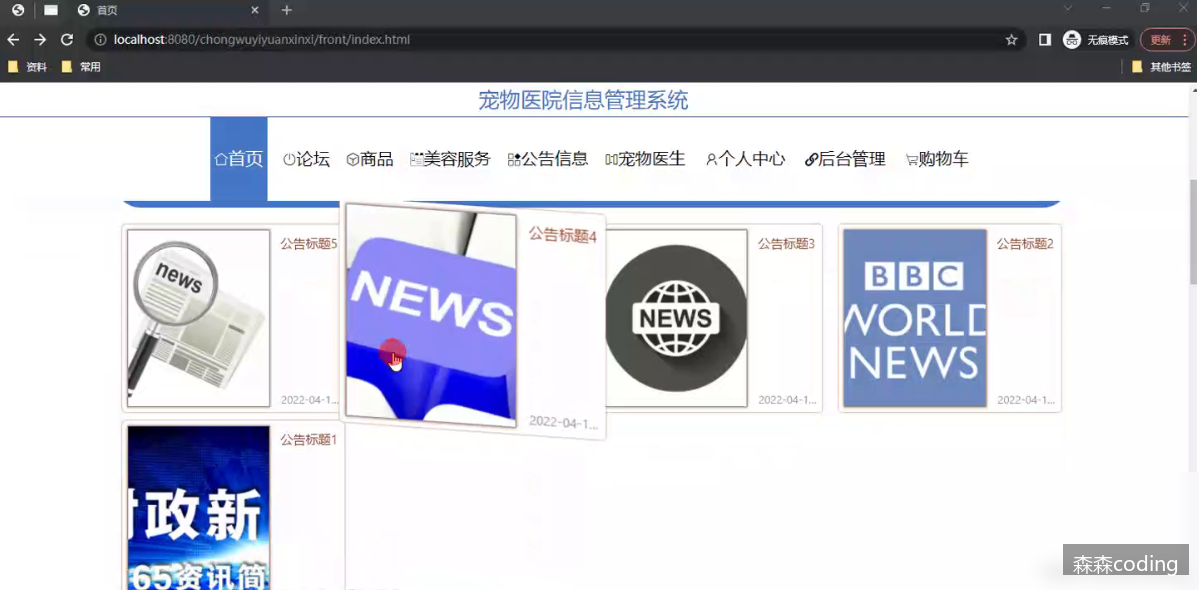 首页
localhost:8080/chongwuyiyuanxinxi/front/index.html
无痕模式
更新
资料
常用
其他书签
宠物医院信息管理系统
首页
论坛
商品
美容服务
公告信息
宠物医生
个人中心
后台管理
购物车
news
公告标题5
2022-04-1...
NEWS
公告标题4
2022-04-1...
NEWS
公告标题3
2022-04-1...
BBC
WORLD
NEWS
公告标题2
2022-04-1...
政新
65资讯简
公告标题1
森森coding